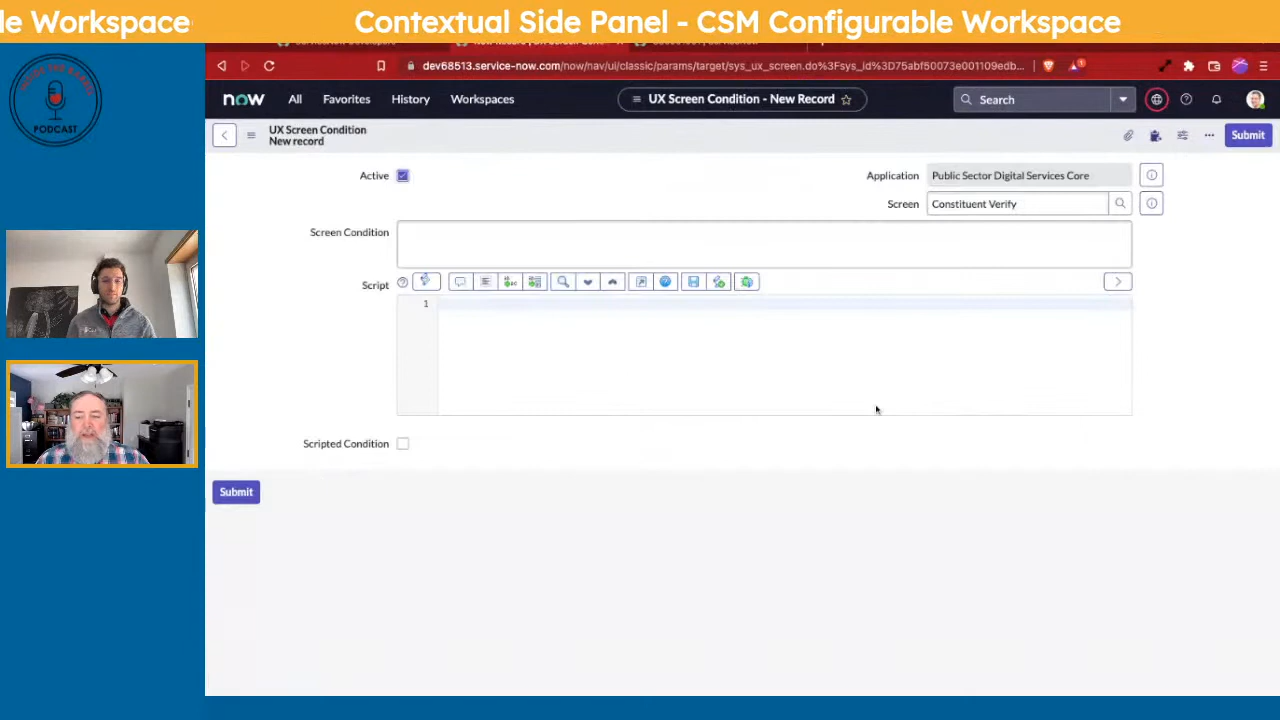 le Workspace
Contextual Side Panel - CSM Configurable Workspace
PODCAST
dev68513.service-now.com/now/nav/ui/classic/params/target/sys_ux_screen.do%3Fsys_id%3D75abf50073e001109edb...
1
now
All
Favorites
History
Workspaces
UX Screen Condition - New Record
Search
UX Screen Condition
New record
Submit
Active
Application
Public Sector Digital Services Core
Screen
Constituent Verify
Screen Condition
Script
1
Scripted Condition
Submit